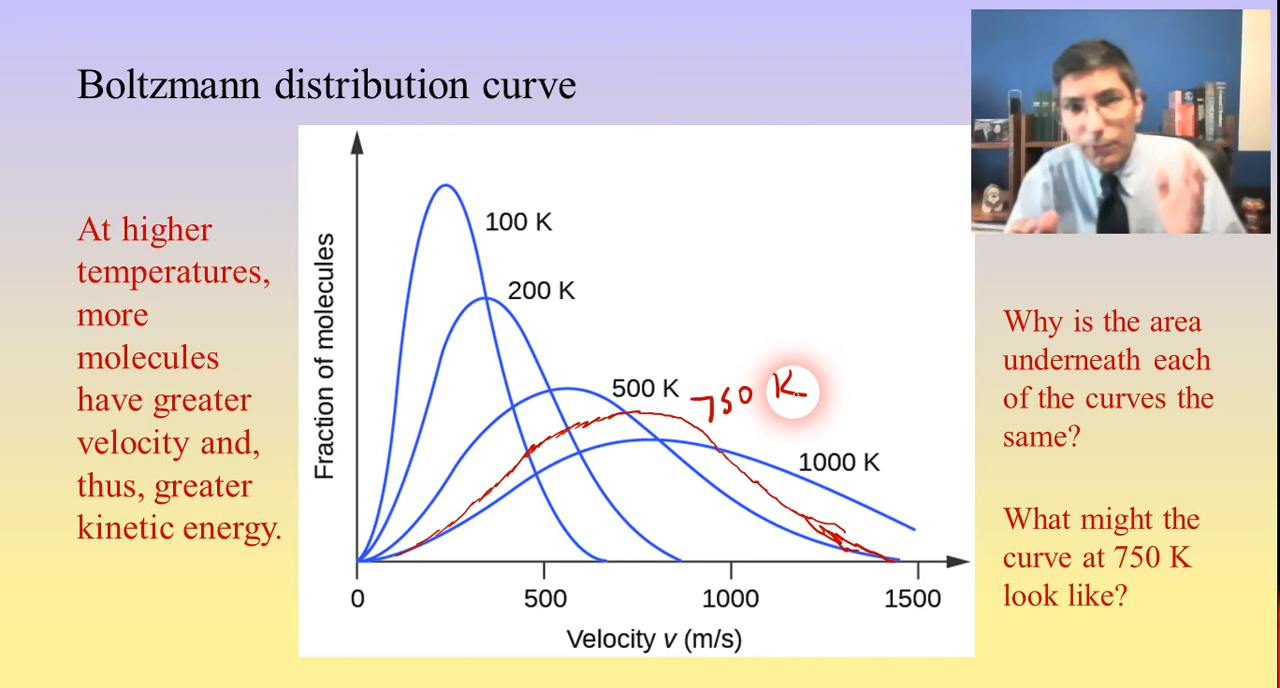 Boltzmann distribution curve
At higher
temperatures,
more
molecules
have greater
velocity and,
thus, greater
kinetic energy.
Fraction of molecules
100 K
200 K
500 K
750 K
1000 K
0
500
1000
1500
Velocity v (m/s)
Why is the area
underneath each
of the curves the
same?
What might the
curve at 750 K
look like?